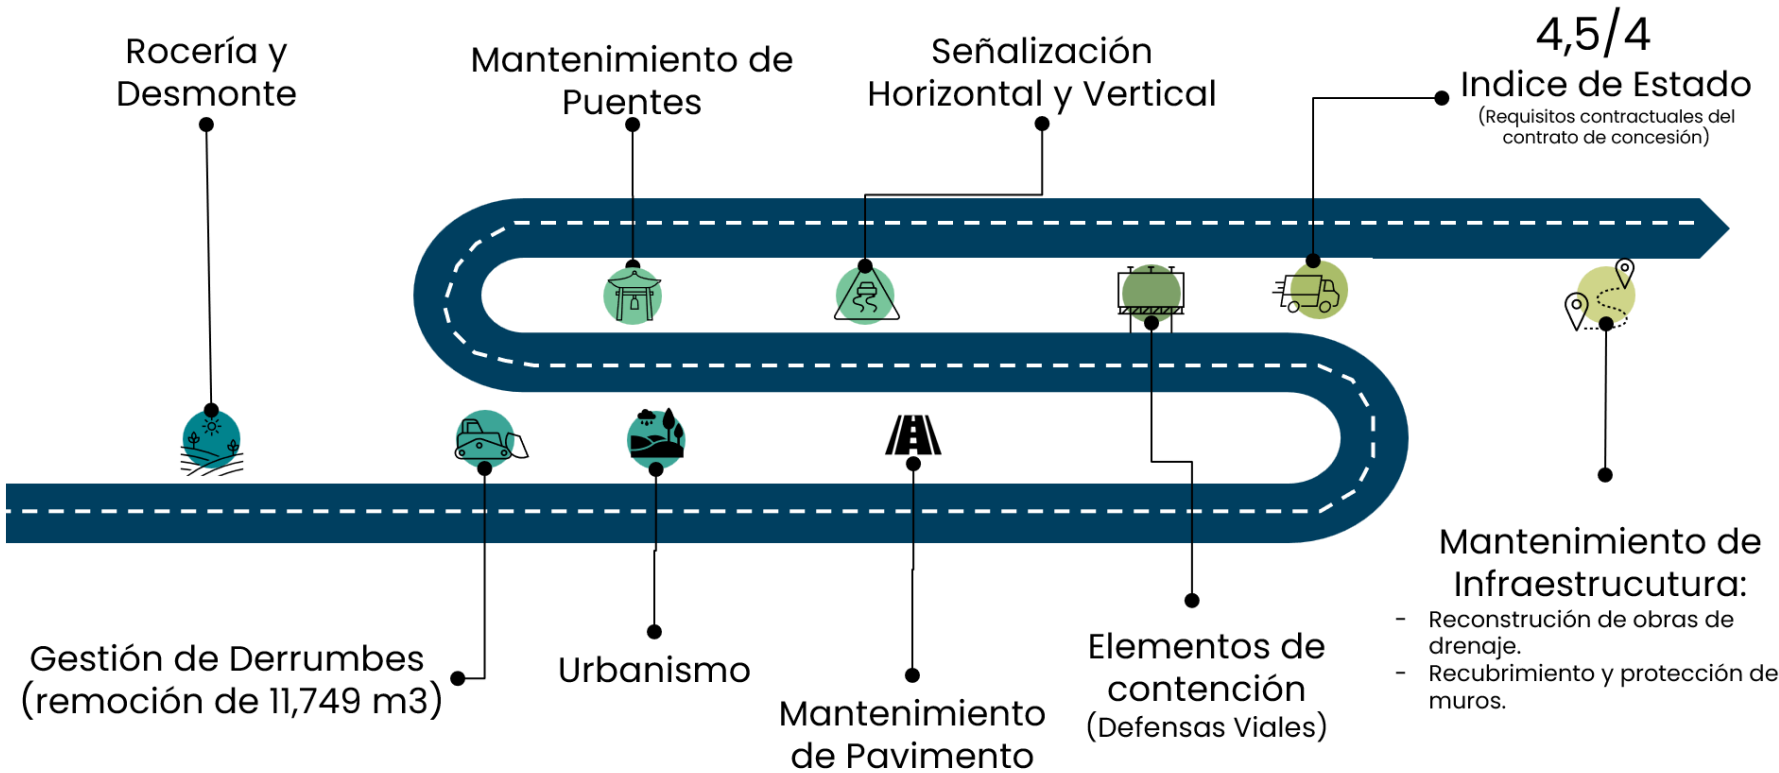 Rocería y
Desmonte
Mantenimiento de
Puentes
Señalización
Horizontal y Vertical
4,5/4
Indice de Estado
(Requisitos contractuales del
contrato de concesión)
Gestión de Derrumbes
(remoción de 11,749 m3)
Urbanismo
Mantenimiento
de Pavimento
Elementos de
contención
(Defensas Viales)
Mantenimiento de
Infraestrucutura:
- Reconstrución de obras de
drenaje.
- Recubrimiento y protección de
muros.